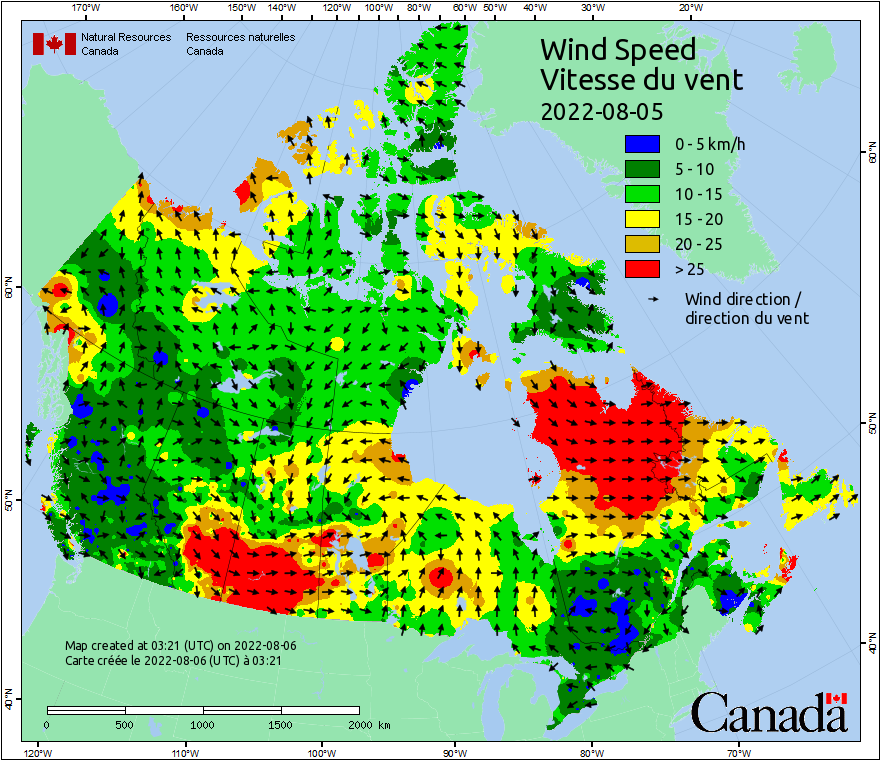 170°W 160°W 150°W 140°W 130°W 120°W 110°W 100°W 90°W 80°W 70°W 60°W 50°W 40°W 30°W 20°W
Natural Resources Canada
Ressources naturelles Canada
Wind Speed
Vitesse du vent
2022-08-05
0 - 5 km/h
5 - 10
10 - 15
15 - 20
20 - 25
> 25
Wind direction /
direction du vent
60°N
50°N
40°N
60°N
50°N
40°N
Map created at 03:21 (UTC) on 2022-08-06
Carte créée le 2022-08-06 (UTC) à 03:21
0 500 1000 1500 2000 km
Canada
120°W 110°W 100°W 90°W 80°W 70°W